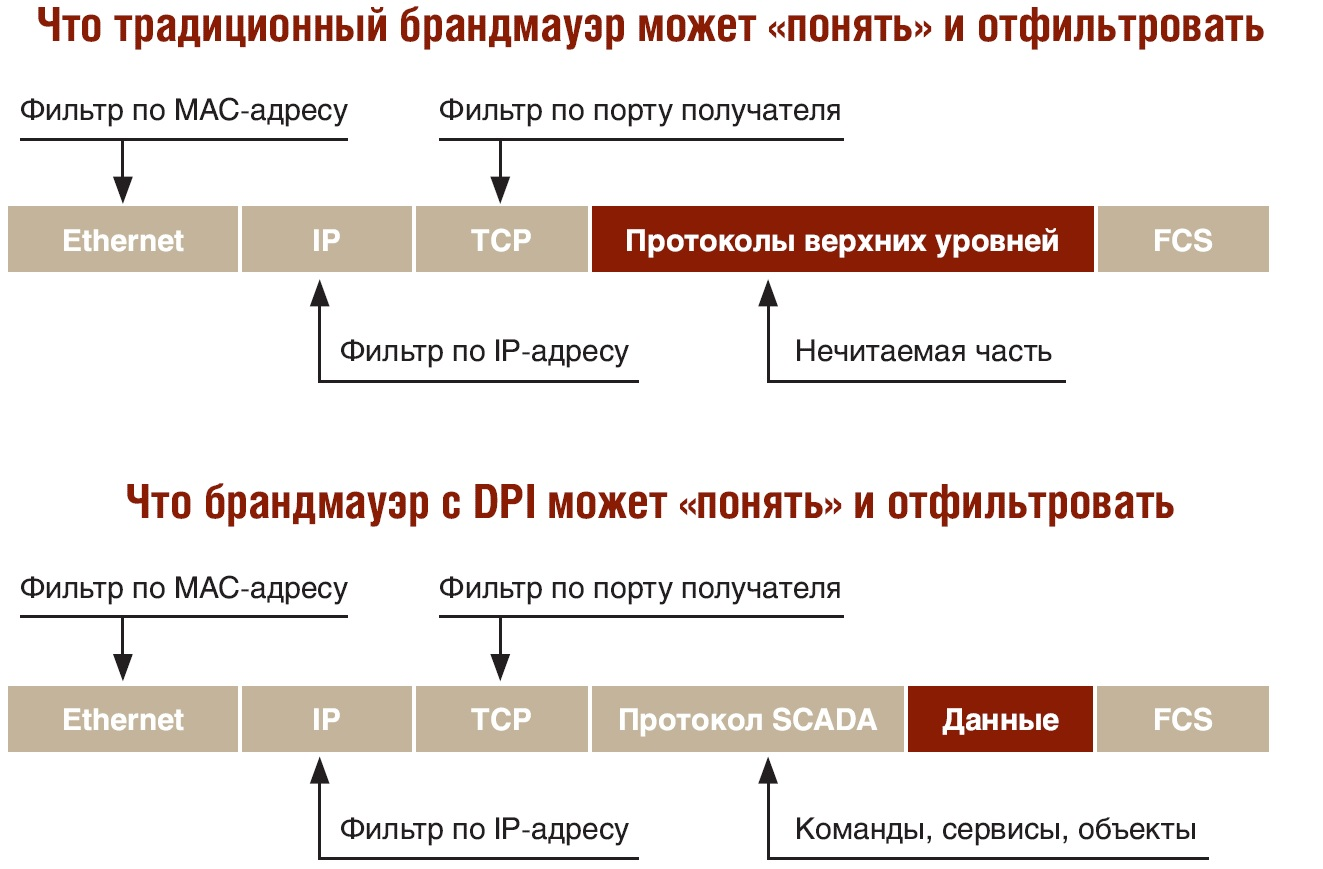 Что традиционный брандмауэр может «понять» и отфильтровать
Фильтр по MAC-адресу
Фильтр по порту получателя
Ethernet
IP
TCP
Протоколы верхних уровней
FCS
Фильтр по IP-адресу
Нечитаемая часть
Что брандмауэр с DPI может «понять» и отфильтровать
Фильтр по MAC-адресу
Фильтр по порту получателя
Ethernet
IP
TCP
Протокол SCADA
Данные
FCS
Фильтр по IP-адресу
Команды, сервисы, объекты